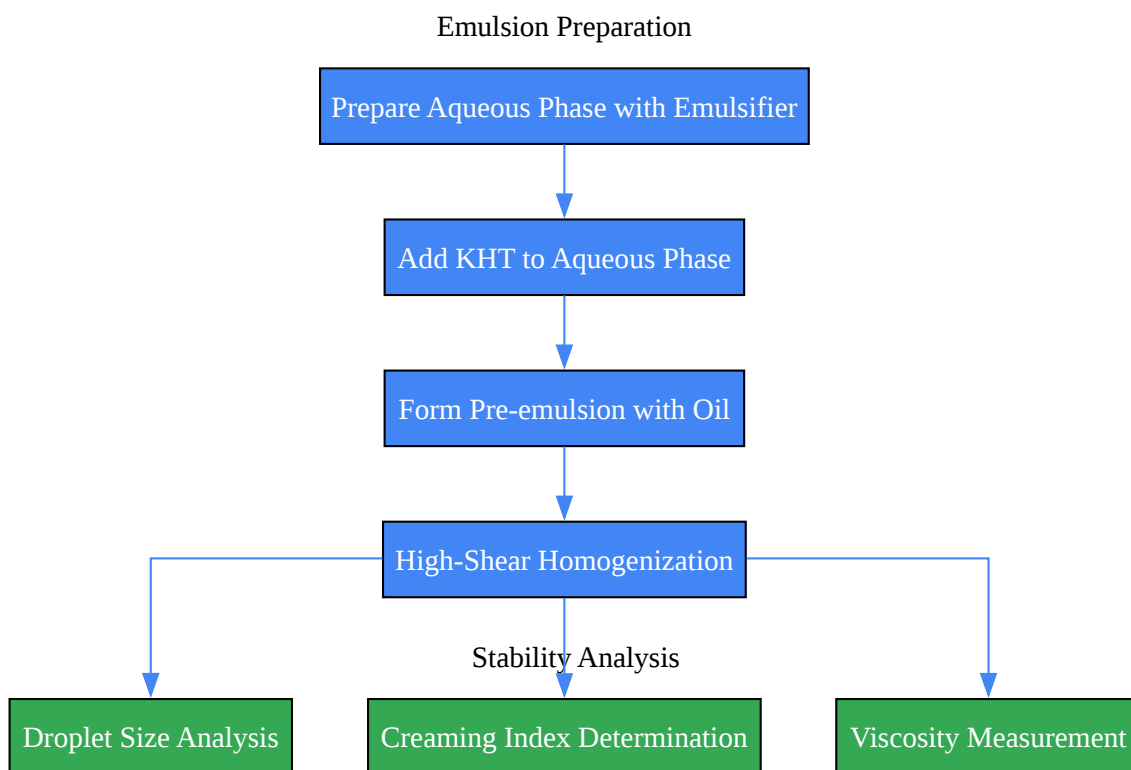 Emulsion Preparation
Prepare Aqueous Phase with Emulsifier
Add KHT to Aqueous Phase
Form Pre-emulsion with Oil
High-Shear Homogenization
Stability Analysis
Droplet Size Analysis
Creaming Index Determination
Viscosity Measurement